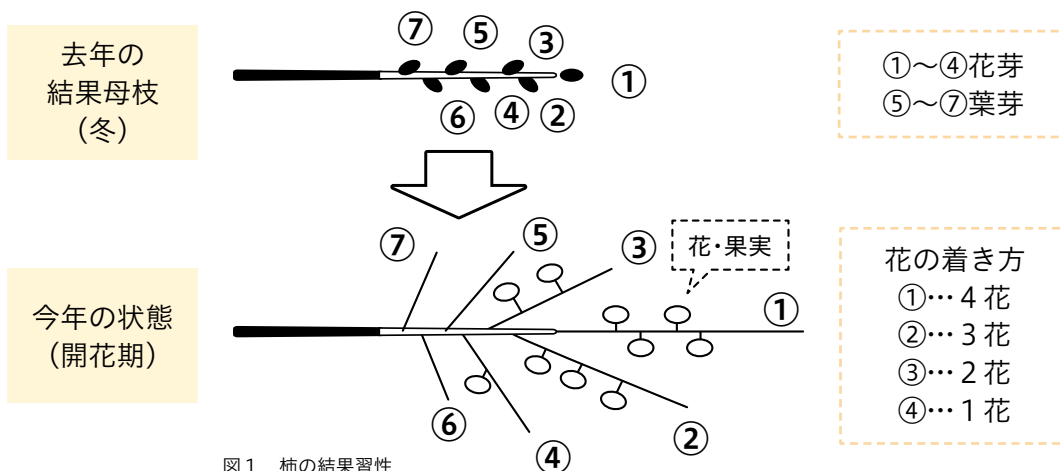 去年の
結果母枝
(冬)
⑦
⑤
③
①
⑥
④
②
①～④花芽
⑤～⑦葉芽
今年の状態
(開花期)
⑦
⑤
③
花・果実
①
⑥
④
②
花の着き方
①…4花
②…3花
③…2花
④…1花
図1 柿の結果習性